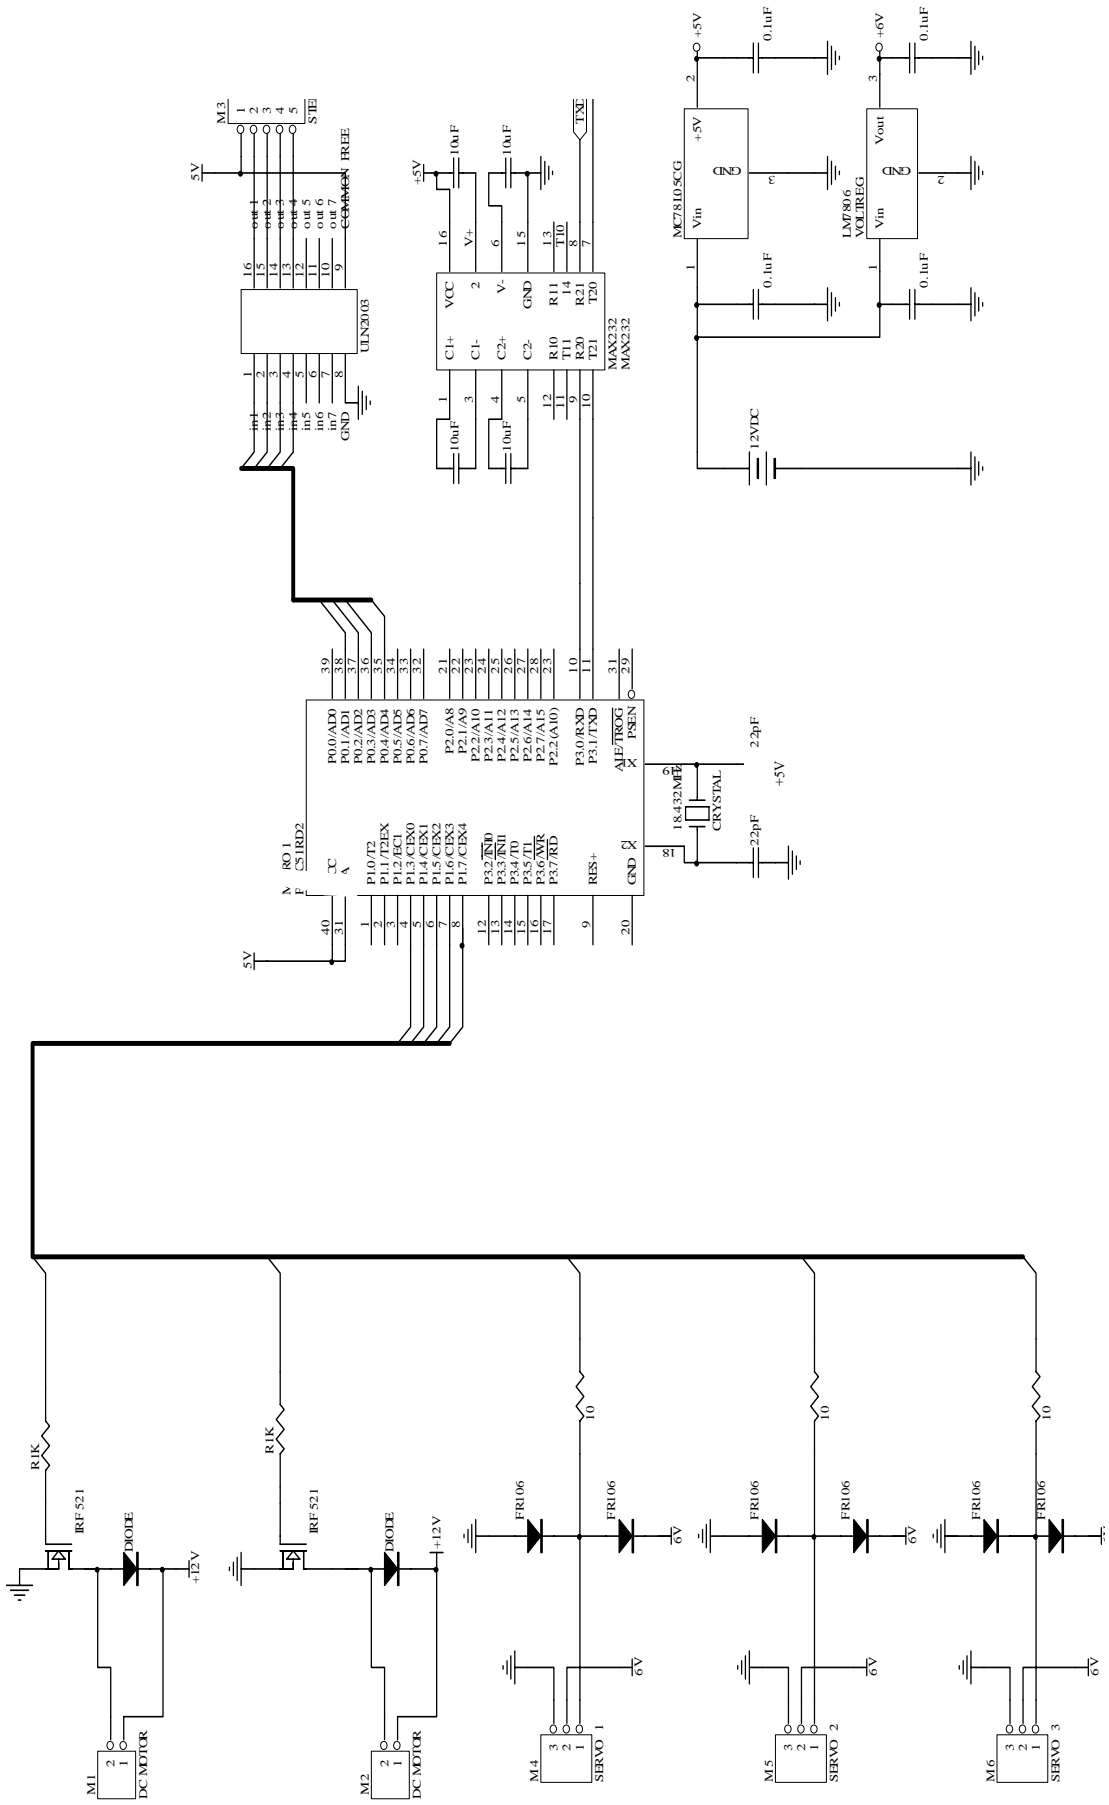 M3
1
2
3
4
5
STE
5V
out 1
out 2
out 3
out 4
out 5
out 6
out 7
COMMON FREE
16
15
14
13
12
11
10
9
ULN2003
1
2
3
4
5
6
7
8
in1
in2
in3
in4
in5
in6
in7
GND
+5V
10uF
10uF
16
V+
6
15
13
T10
8
7
TXD
VCC
2
V-
GND
R11
14
R21
T20
C1+
C1-
C2+
C2-
R10
T11
R20
T21
MAX232
MAX232
1
3
4
5
12
11
9
10
10uF
10uF
+5V
0.1uF
2
MC78L05CG
+5V
GND
Vin
3
1
0.1uF
+6V
0.1uF
3
LM7806
VOLTREG
Vout
GND
Vin
2
1
0.1uF
12VDC
39
38
37
36
35
34
33
32
21
22
23
24
25
26
27
28
23
10
11
31
29
P0.0/AD0
P0.1/AD1
P0.2/AD2
P0.3/AD3
P0.4/AD4
P0.5/AD5
P0.6/AD6
P0.7/AD7
P2.0/A8
P2.1/A9
P2.2/A10
P2.3/A11
P2.4/A12
P2.5/A13
P2.6/A14
P2.7/A15
P2.2(A10)
P3.0/RXD
P3.1/TXD
ALE/TROG
PSEN
X1
X2
19
18
18.432MHZ
CRYSTAL
22pF
+5V
22pF
M RO 1
F C51RD2
P1.0/T2
P1.1/T2EX
P1.2/EC1
P1.3/CEX0
P1.4/CEX1
P1.5/CEX2
P1.6/CEX3
P1.7/CEX4
P3.2/INI0
P3.3/INI1
P3.4/T0
P3.5/T1
P3.6/WR
P3.7/RD
RES+
GND
40
31
1
2
3
4
5
6
7
8
12
13
14
15
16
17
9
20
5V
R1K
IRF521
DIODE
+12V
M1
2
1
DC MOTOR
R1K
IRF521
DIODE
+12V
M2
2
1
DC MOTOR
10
FR106
FR106
6V
6V
M4
3
2
1
SERVO 1
10
FR106
FR106
6V
6V
M5
3
2
1
SERVO 2
10
FR106
FR106
6V
M6
3
2
1
SERVO 3